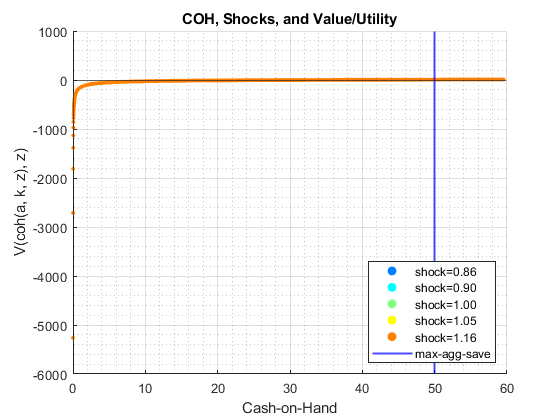 COH, Shocks, and Value/Utility
1000
0
-1000
-2000
-3000
-4000
-5000
-6000
V(coh(a, k, z), z)
shock=0.86
shock=0.90
shock=1.00
shock=1.05
shock=1.16
max-agg-save
0 10 20 30 40 50 60
Cash-on-Hand